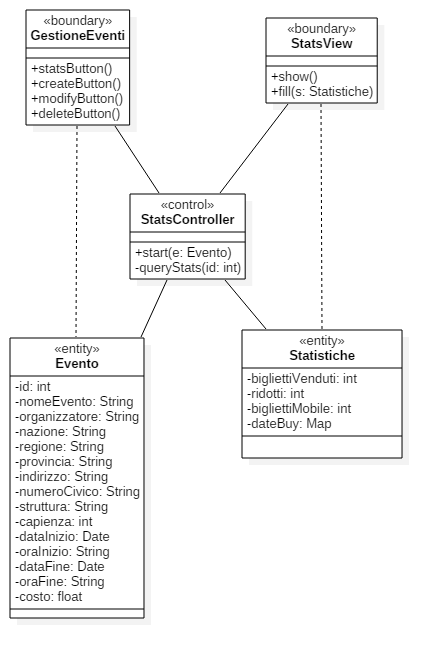 «boundary»
GestioneEventi
+statsButton()
+createButton()
+modifyButton()
+deleteButton()
«boundary»
StatsView
+show()
+fill(s: Statistiche)
«control»
StatsController
+start(e: Evento)
-queryStats(id: int)
«entity»
Evento
-id: int
-nomeEvento: String
-organizzatore: String
-nazione: String
-regione: String
-provincia: String
-indirizzo: String
-numeroCivico: String
-struttura: String
-capienza: int
-dataInizio: Date
-oraInizio: String
-dataFine: Date
-oraFine: String
-costo: float
«entity»
Statistiche
-bigliettiVenduti: int
-ridotti: int
-bigliettiMobile: int
-dateBuy: Map